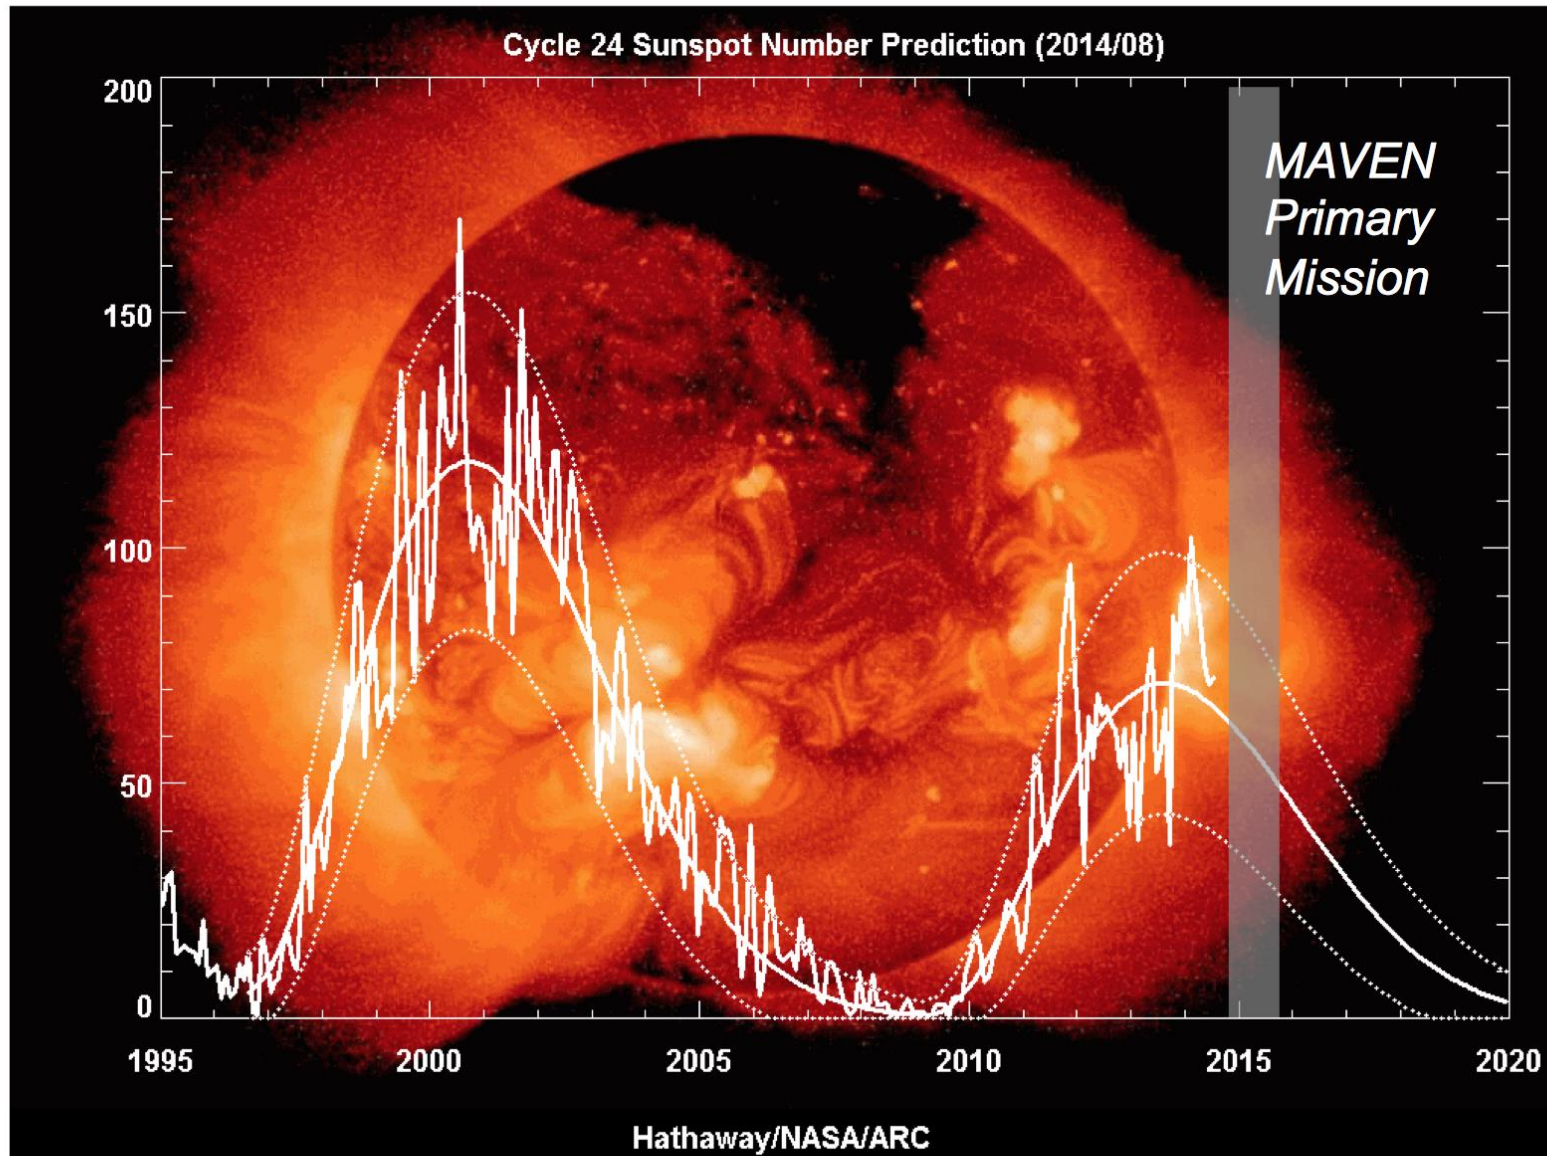 Cycle 24 Sunspot Number Prediction (2014/08)
200
MAVEN
Primary
Mission
150
100
50
0
1995 2000 2005 2010 2015 2020
Hathaway/NASA/ARC